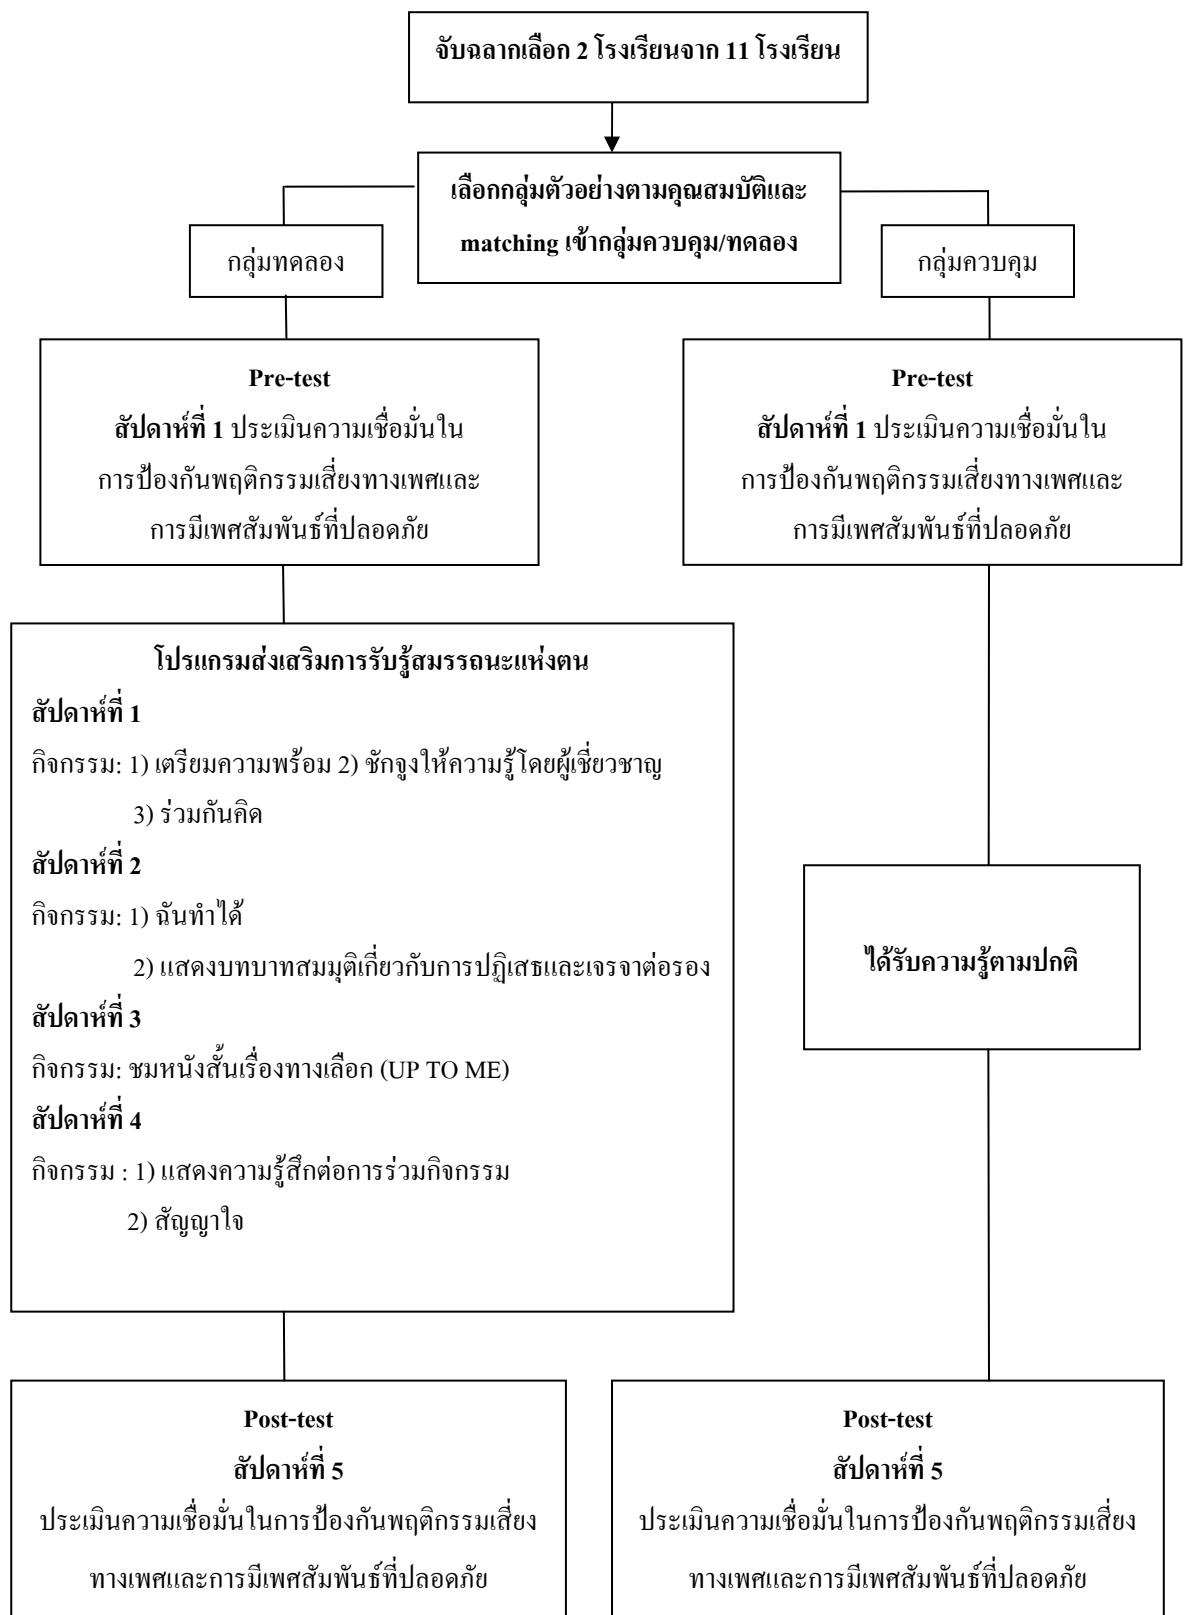 จับฉลากเลือก 2 โรงเรียนจาก 11 โรงเรียน
เลือกกลุ่มตัวอย่างตามคุณสมบัติและ
matching เข้ากลุ่มควบคุม/ทดลอง
กลุ่มทดลอง
กลุ่มควบคุม
Pre-test
สัปดาห์ที่ 1 ประเมินความเชื่อมั่นใน
การป้องกันพฤติกรรมเสี่ยงทางเพศและ
การมีเพศสัมพันธ์ที่ปลอดภัย
Pre-test
สัปดาห์ที่ 1 ประเมินความเชื่อมั่นใน
การป้องกันพฤติกรรมเสี่ยงทางเพศและ
การมีเพศสัมพันธ์ที่ปลอดภัย
โปรแกรมส่งเสริมการรับรู้สมรรถนะแห่งตน
สัปดาห์ที่ 1
กิจกรรม: 1) เตรียมความพร้อม 2) ชักจูงให้ความรู้โดยผู้เชี่ยวชาญ
3) ร่วมกันคิด
สัปดาห์ที่ 2
กิจกรรม: 1) ฉันทำได้
2) แสดงบทบาทสมมุติเกี่ยวกับการปฏิเสธและเจรจาต่อรอง
สัปดาห์ที่ 3
กิจกรรม: ชมหนังสั้นเรื่องทางเลือก (UP TO ME)
สัปดาห์ที่ 4
กิจกรรม : 1) แสดงความรู้สึกต่อการร่วมกิจกรรม
2) สัญญาใจ
ได้รับความรู้ตามปกติ
Post-test
สัปดาห์ที่ 5
ประเมินความเชื่อมั่นในการป้องกันพฤติกรรมเสี่ยง
ทางเพศและการมีเพศสัมพันธ์ที่ปลอดภัย
Post-test
สัปดาห์ที่ 5
ประเมินความเชื่อมั่นในการป้องกันพฤติกรรมเสี่ยง
ทางเพศและการมีเพศสัมพันธ์ที่ปลอดภัย